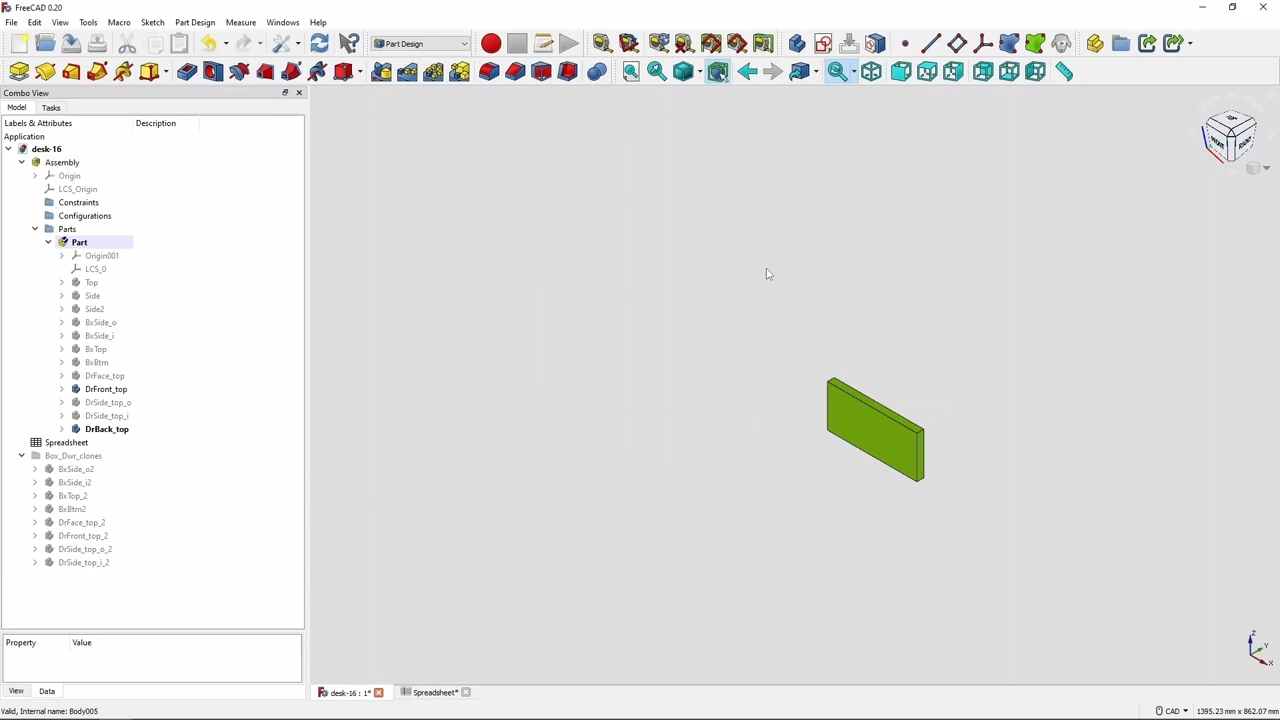 FreeCAD 0.20
File Edit View Tools Macro Sketch Part Design Measure Windows Help
Part Design
Combo View
Model Tasks
Labels & Attributes Description
Application
desk-16
Assembly
Origin
LCS_Origin
Constraints
Configurations
Parts
Part
Origin001
LCS_0
Top
Side
Side2
BxSide_o
BxSide_i
BxTop
BxBtm
DrFace_top
DrFront_top
DrSide_top_o
DrSide_top_i
DrBack_top
Spreadsheet
Box_Dwr_clones
BxSide_o2
BxSide_i2
BxTop_2
BxBtm2
DrFace_top_2
DrFront_top_2
DrSide_top_o_2
DrSide_top_i_2
Property Value
View Data
desk-16 : 1* Spreadsheet*
Valid, Internal name: Body005
CAD 1395.23 mm x 862.07 mm
Z
Y
X